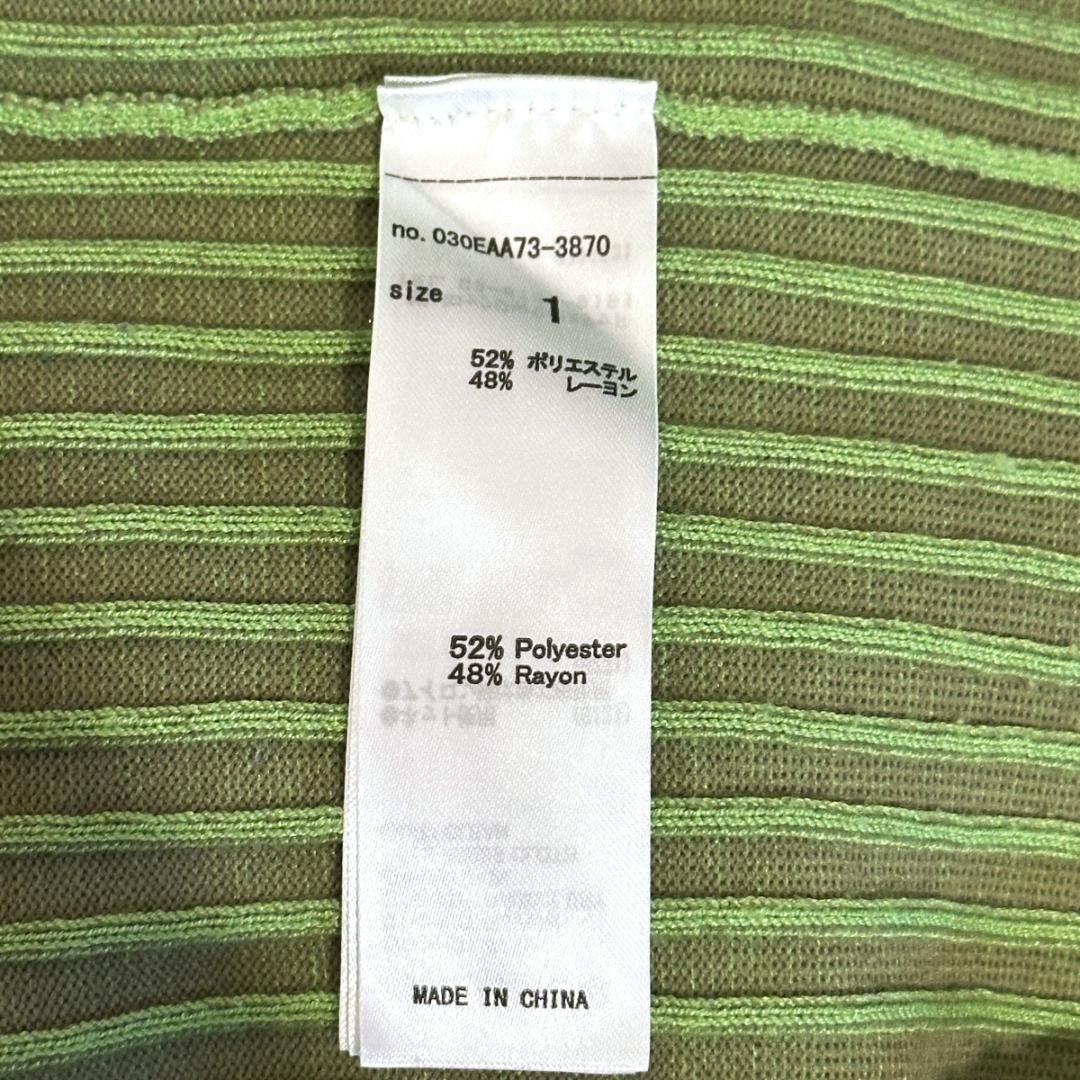 no. 030EAA73-3870
size 1
52% ポリエステル
48% レーヨン
52% Polyester
48% Rayon
MADE IN CHINA